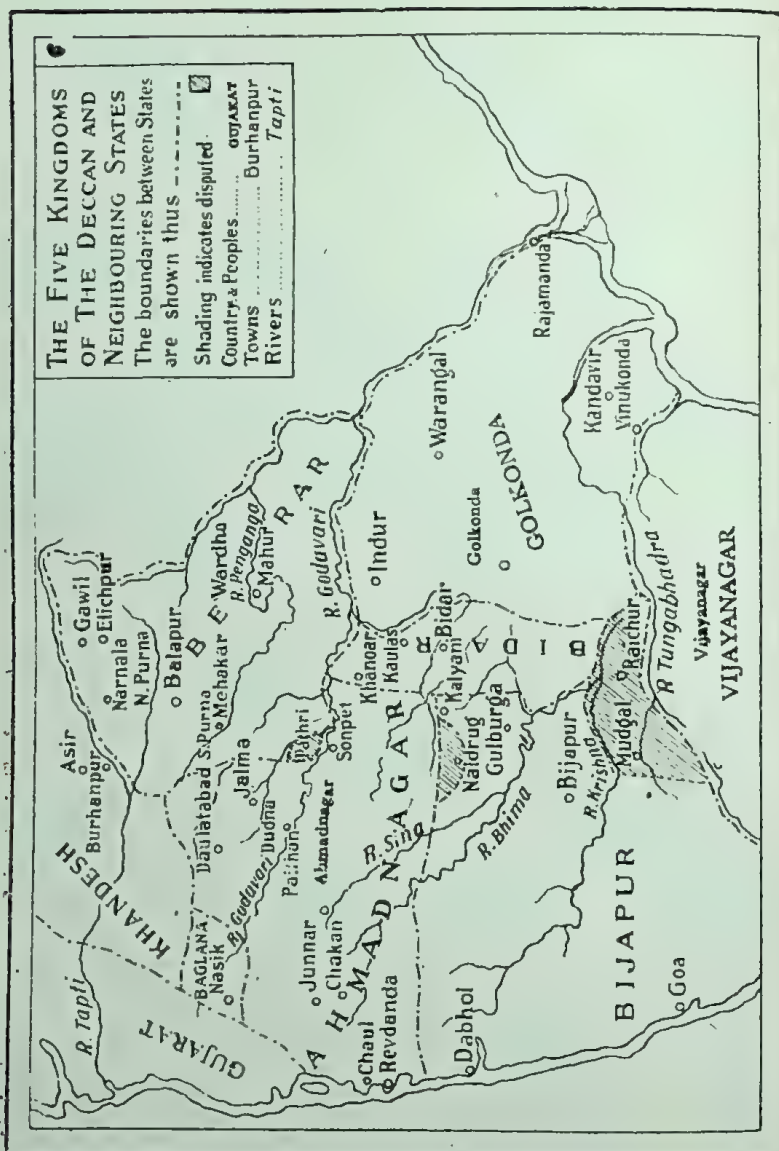 THE FIVE KINGDOMS
OF THE DECCAN AND
NEIGHBOURING STATES
The boundaries between States
are shown thus
Shading indicates disputed
Country & Peoples........ GUJARAT
Towns ................ Burhanpur
Rivers ................ Tapti
R. Tapti
GUJARAT
KHANDESH
Asir
Burhanpur
Gawil
Elichpur
Narnala
N. Purna
Balapur
BERAR
Wardha
R. Penganga
Mahur
Mehakar
S. Purna
Daulatabad
Jalma
BAGLANA
Nasik
R. Godavari
Dudna
Paithan
Pathri
Sonpet
R. Godavari
Indur
Warangal
Rajamanda
Khandar
Kaulas
Ahmadnagar
Junnar
Chakan
AHMADNAGAR
Chaul
Revdanda
R. Sina
Bidar
BIDAR
Kalyani
Naldrug
Gulburga
R. Bhima
Golkonda
GOLKONDA
Kandavir
Vinukonda
Dabhol
Bijapur
R. Krishna
Mudgal
Raichur
R Tungabhadra
BIJAPUR
Goa
Vijayanagar
VIJAYANAGAR